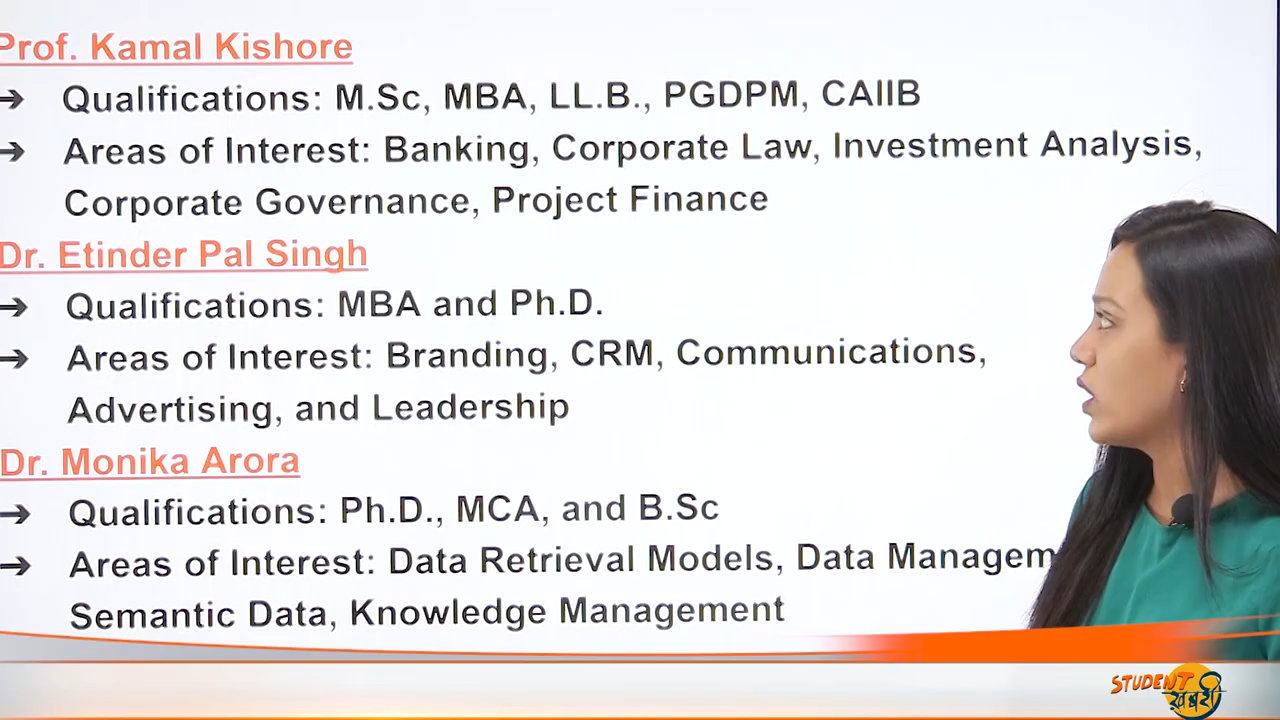 Prof. Kamal Kishore
→ Qualifications: M.Sc, MBA, LL.B., PGDPM, CAIIB
→ Areas of Interest: Banking, Corporate Law, Investment Analysis,
Corporate Governance, Project Finance
Dr. Etinder Pal Singh
→ Qualifications: MBA and Ph.D.
→ Areas of Interest: Branding, CRM, Communications,
Advertising, and Leadership
Dr. Monika Arora
→ Qualifications: Ph.D., MCA, and B.Sc
→ Areas of Interest: Data Retrieval Models, Data Managem
Semantic Data, Knowledge Management
STUDENT
ख़बरी